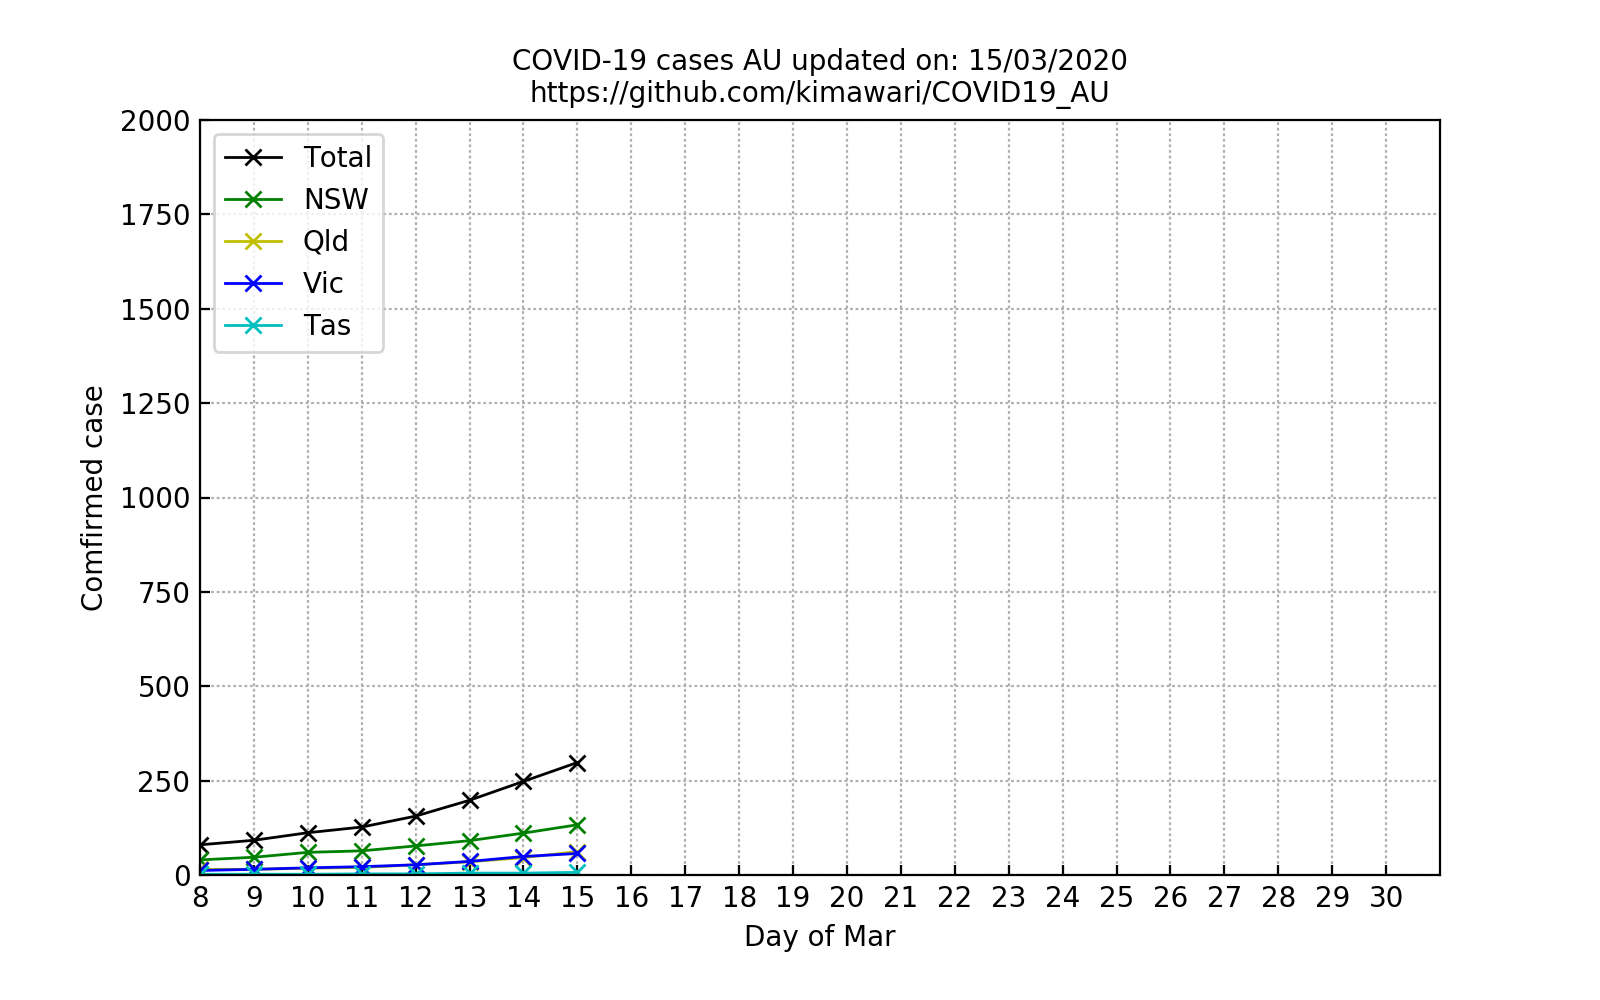 COVID-19 cases AU updated on: 15/03/2020
https://github.com/kimawari/COVID19_AU
2000
1750
1500
1250
1000
750
500
250
0
Comfirmed case
Total
NSW
Qld
Vic
Tas
8 9 10 11 12 13 14 15 16 17 18 19 20 21 22 23 24 25 26 27 28 29 30
Day of Mar